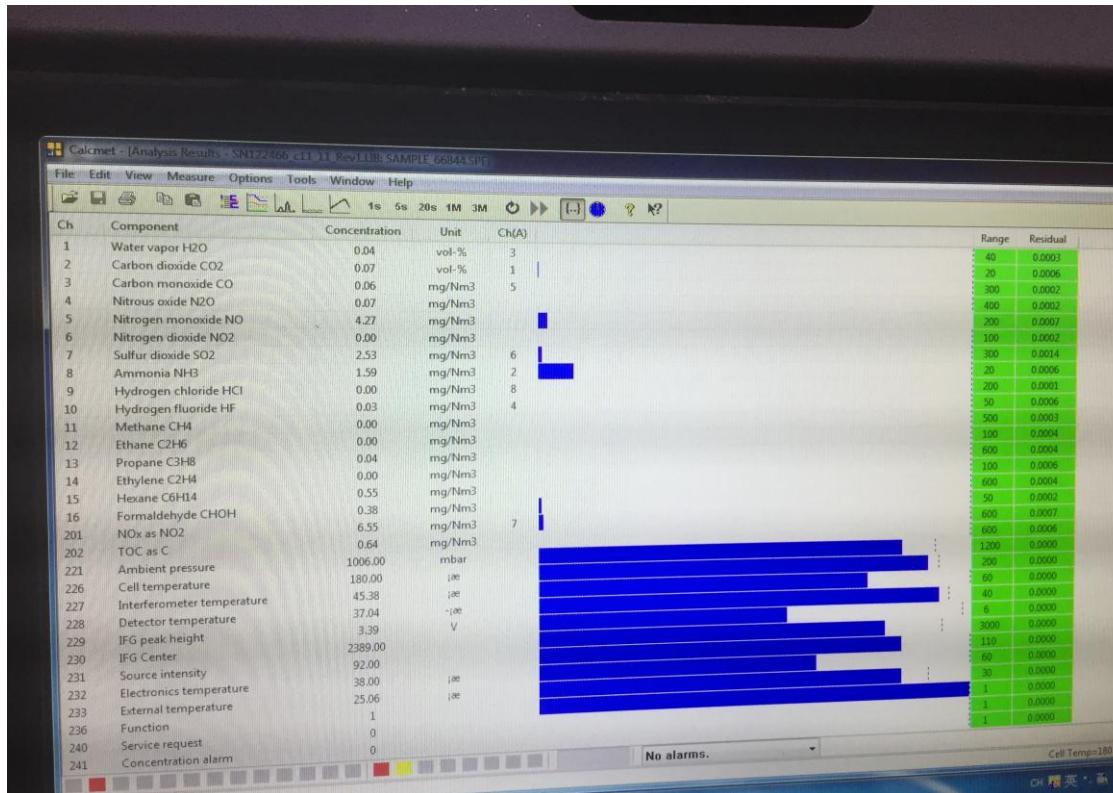 Calcmet - [Analysis Results - SN122466_c11_11_Rev1.LIB: SAMPLE_66844.SPE]
File Edit View Measure Options Tools Window Help
1s 5s 20s 1M 3M
Ch Component Concentration Unit Ch(A) Range Residual
1 Water vapor H2O 0.04 vol-% 3 40 0.0003
2 Carbon dioxide CO2 0.07 vol-% 1 20 0.0006
3 Carbon monoxide CO 0.06 mg/Nm3 5 300 0.0002
4 Nitrous oxide N2O 0.07 mg/Nm3 400 0.0002
5 Nitrogen monoxide NO 4.27 mg/Nm3 200 0.0007
6 Nitrogen dioxide NO2 0.00 mg/Nm3 100 0.0002
7 Sulfur dioxide SO2 2.53 mg/Nm3 6 300 0.0014
8 Ammonia NH3 1.59 mg/Nm3 2 20 0.0006
9 Hydrogen chloride HCl 0.00 mg/Nm3 8 200 0.0001
10 Hydrogen fluoride HF 0.03 mg/Nm3 4 50 0.0006
11 Methane CH4 0.00 mg/Nm3 500 0.0003
12 Ethane C2H6 0.00 mg/Nm3 100 0.0004
13 Propane C3H8 0.04 mg/Nm3 600 0.0004
14 Ethylene C2H4 0.00 mg/Nm3 100 0.0006
15 Hexane C6H14 0.55 mg/Nm3 600 0.0004
16 Formaldehyde CHOH 0.38 mg/Nm3 50 0.0002
201 NOx as NO2 6.55 mg/Nm3 7 600 0.0007
202 TOC as C 0.64 mg/Nm3 600 0.0006
221 Ambient pressure 1006.00 mbar 1200 0.0000
226 Cell temperature 180.00 ¡æ 200 0.0000
227 Interferometer temperature 45.38 ¡æ 60 0.0000
228 Detector temperature 37.04 -¡æ 40 0.0000
229 IFG peak height 3.39 V 6 0.0000
230 IFG Center 2389.00 3000 0.0000
231 Source intensity 92.00 110 0.0000
232 Electronics temperature 38.00 ¡æ 60 0.0000
233 External temperature 25.06 ¡æ 30 0.0000
236 Function 1 1 0.0000
240 Service request 0 1 0.0000
241 Concentration alarm 0 1 0.0000
No alarms. Cell Temp=180
CH 英